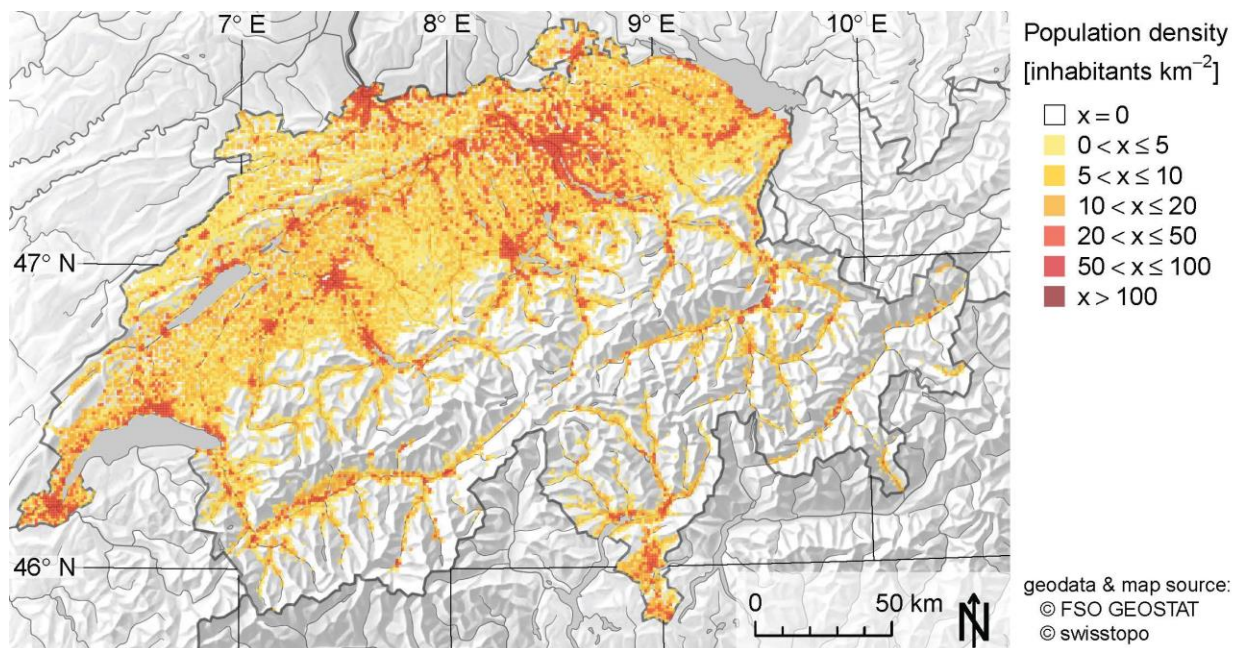 7° E 8° E 9° E 10° E
47° N
46° N
0 50 km
N
Population density
[inhabitants km⁻²]
x = 0
0 < x ≤ 5
5 < x ≤ 10
10 < x ≤ 20
20 < x ≤ 50
50 < x ≤ 100
x > 100
geodata & map source:
© FSO GEOSTAT
© swisstopo